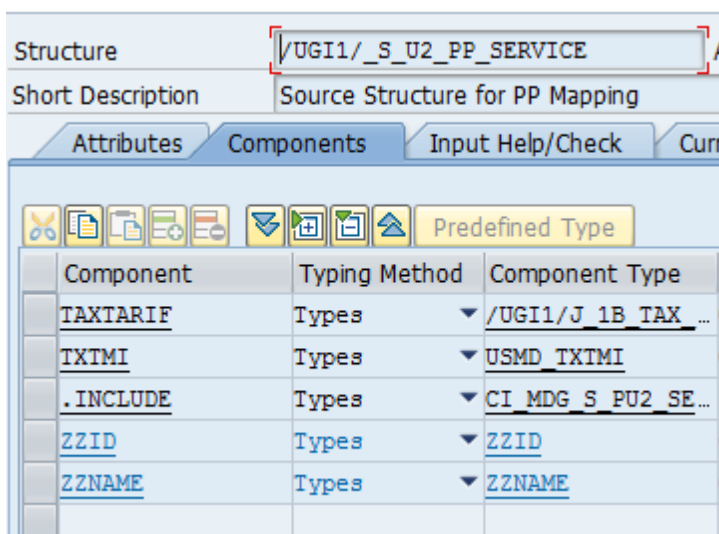 Structure /UGI1/_S_U2_PP_SERVICE
Short Description Source Structure for PP Mapping
Attributes Components Input Help/Check Curr
Predefined Type
Component Typing Method Component Type
TAXTARIF Types /UGI1/J_1B_TAX_…
TXTMI Types USMD_TXTMI
.INCLUDE Types CI_MDG_S_PU2_SE…
ZZID Types ZZID
ZZNAME Types ZZNAME